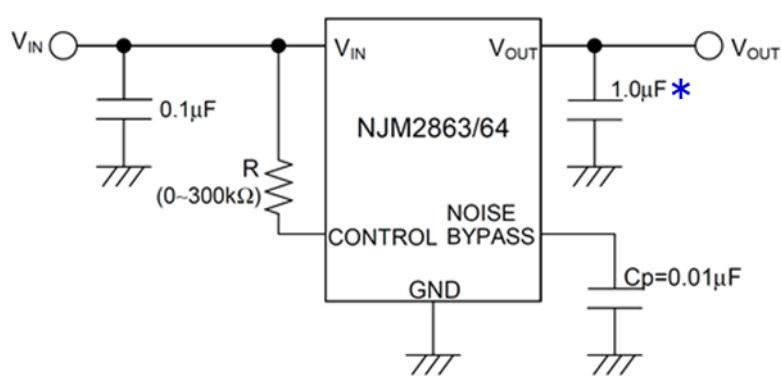 VIN
VIN
VOUT
VOUT
0.1μF
1.0μF*
NJM2863/64
R
(0~300kΩ)
CONTROL
NOISE
BYPASS
GND
Cp=0.01μF